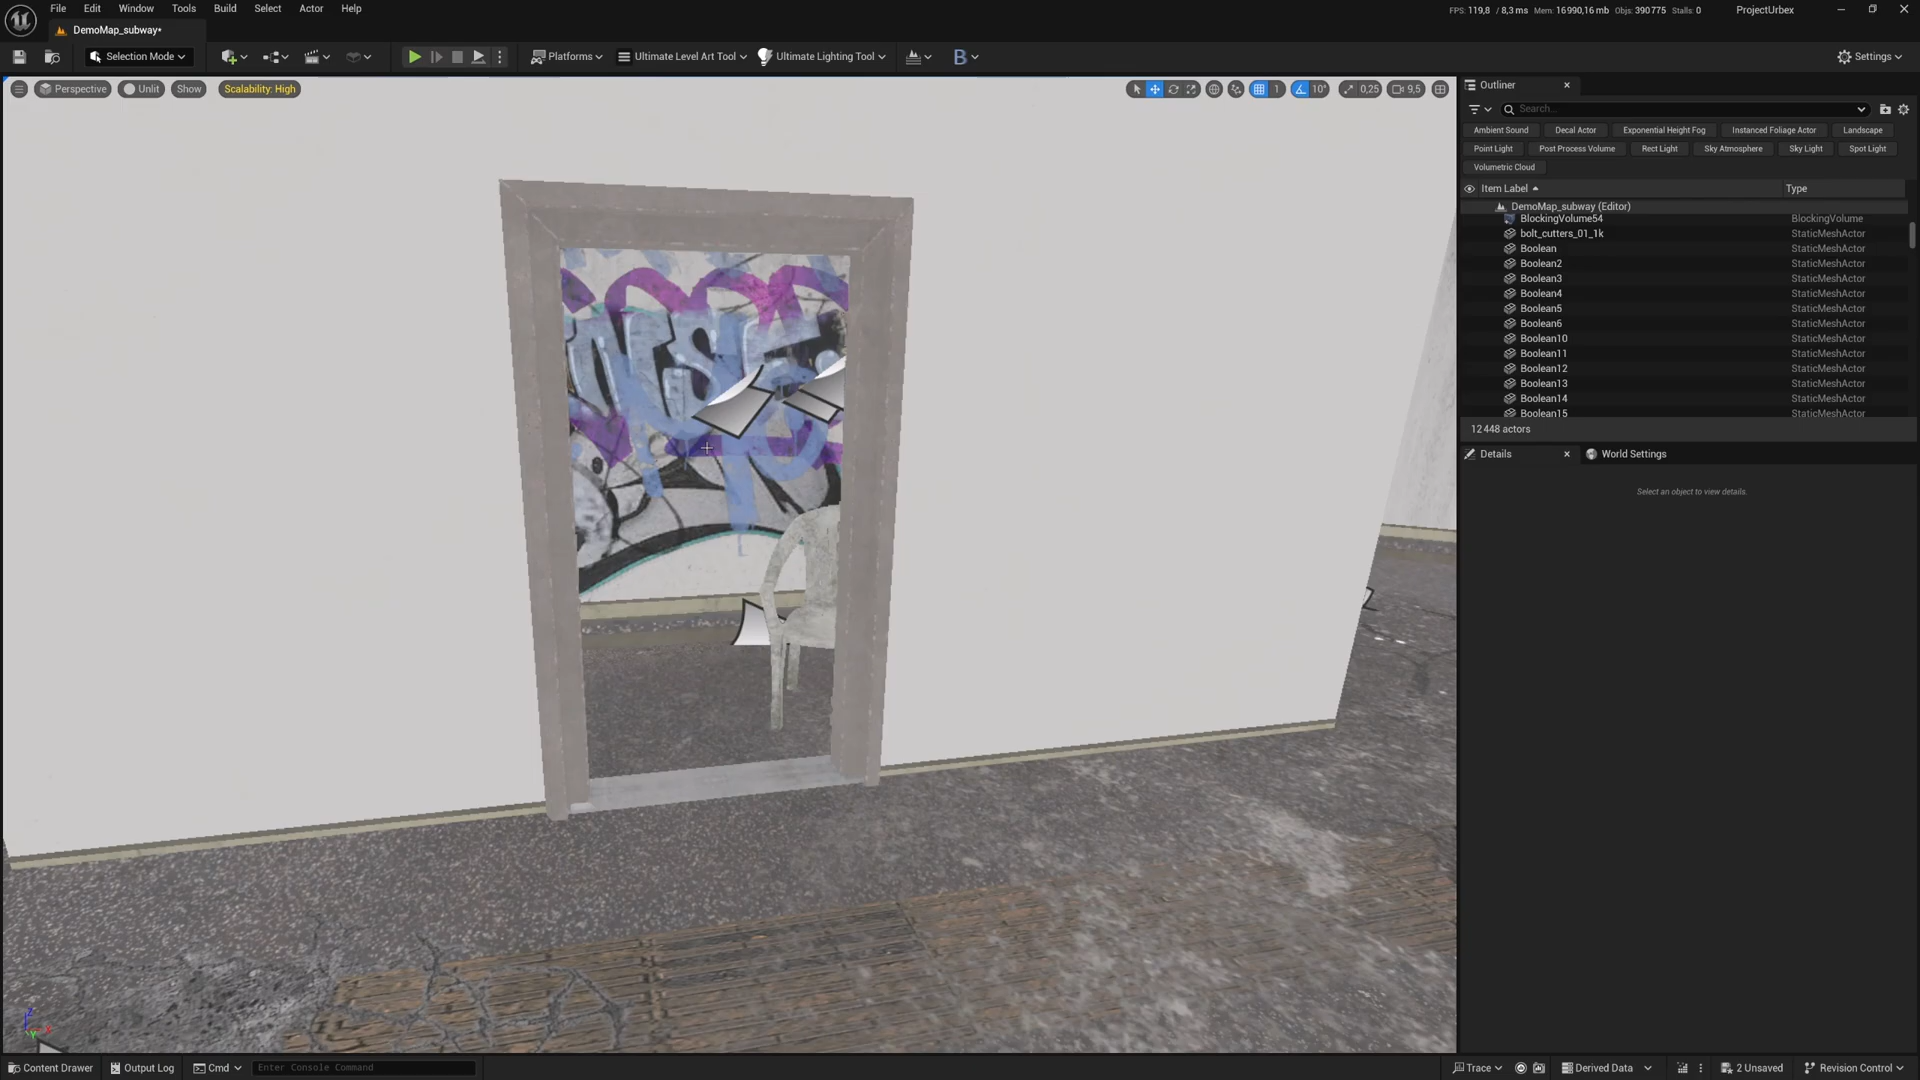 File Edit Window Tools Build Select Actor Help
FPS: 119,8 / 8,3 ms Mem: 16 990,16 mb Objs: 390 775 Stalls: 0 ProjectUrbex
DemoMap_subway*
Selection Mode Platforms Ultimate Level Art Tool Ultimate Lighting Tool B Settings
Perspective Unlit Show Scalability: High 1 10° 0,25 9,5
Outliner
Search...
Ambient Sound Decal Actor Exponential Height Fog Instanced Foliage Actor Landscape
Point Light Post Process Volume Rect Light Sky Atmosphere Sky Light Spot Light
Volumetric Cloud
Item Label Type
DemoMap_subway (Editor)
BlockingVolume54 BlockingVolume
bolt_cutters_01_1k StaticMeshActor
Boolean StaticMeshActor
Boolean2 StaticMeshActor
Boolean3 StaticMeshActor
Boolean4 StaticMeshActor
Boolean5 StaticMeshActor
Boolean6 StaticMeshActor
Boolean10 StaticMeshActor
Boolean11 StaticMeshActor
Boolean12 StaticMeshActor
Boolean13 StaticMeshActor
Boolean14 StaticMeshActor
Boolean15 StaticMeshActor
12 448 actors
Details World Settings
Select an object to view details.
Z
X
Y
Content Drawer Output Log Cmd Enter Console Command Trace Derived Data 2 Unsaved Revision Control